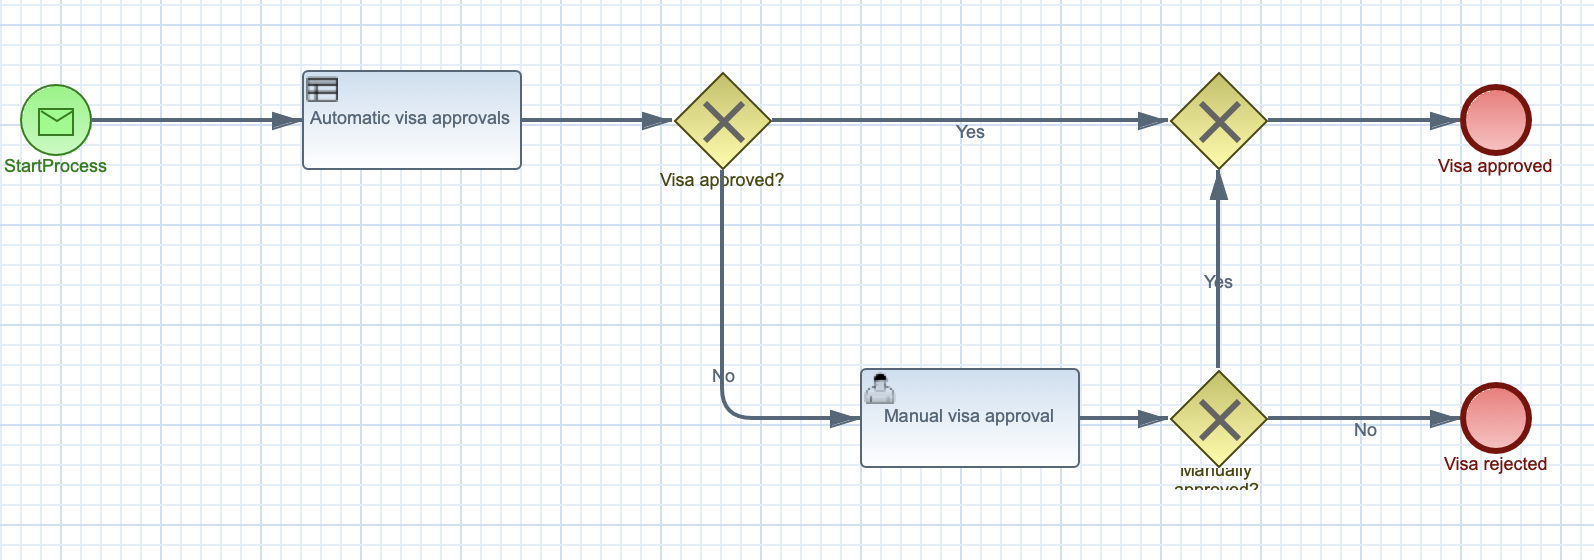 Automatic visa approvals
Yes
StartProcess
Visa approved?
Visa approved
Yes
No
Manual visa approval
No
Manually
approved?
Visa rejected